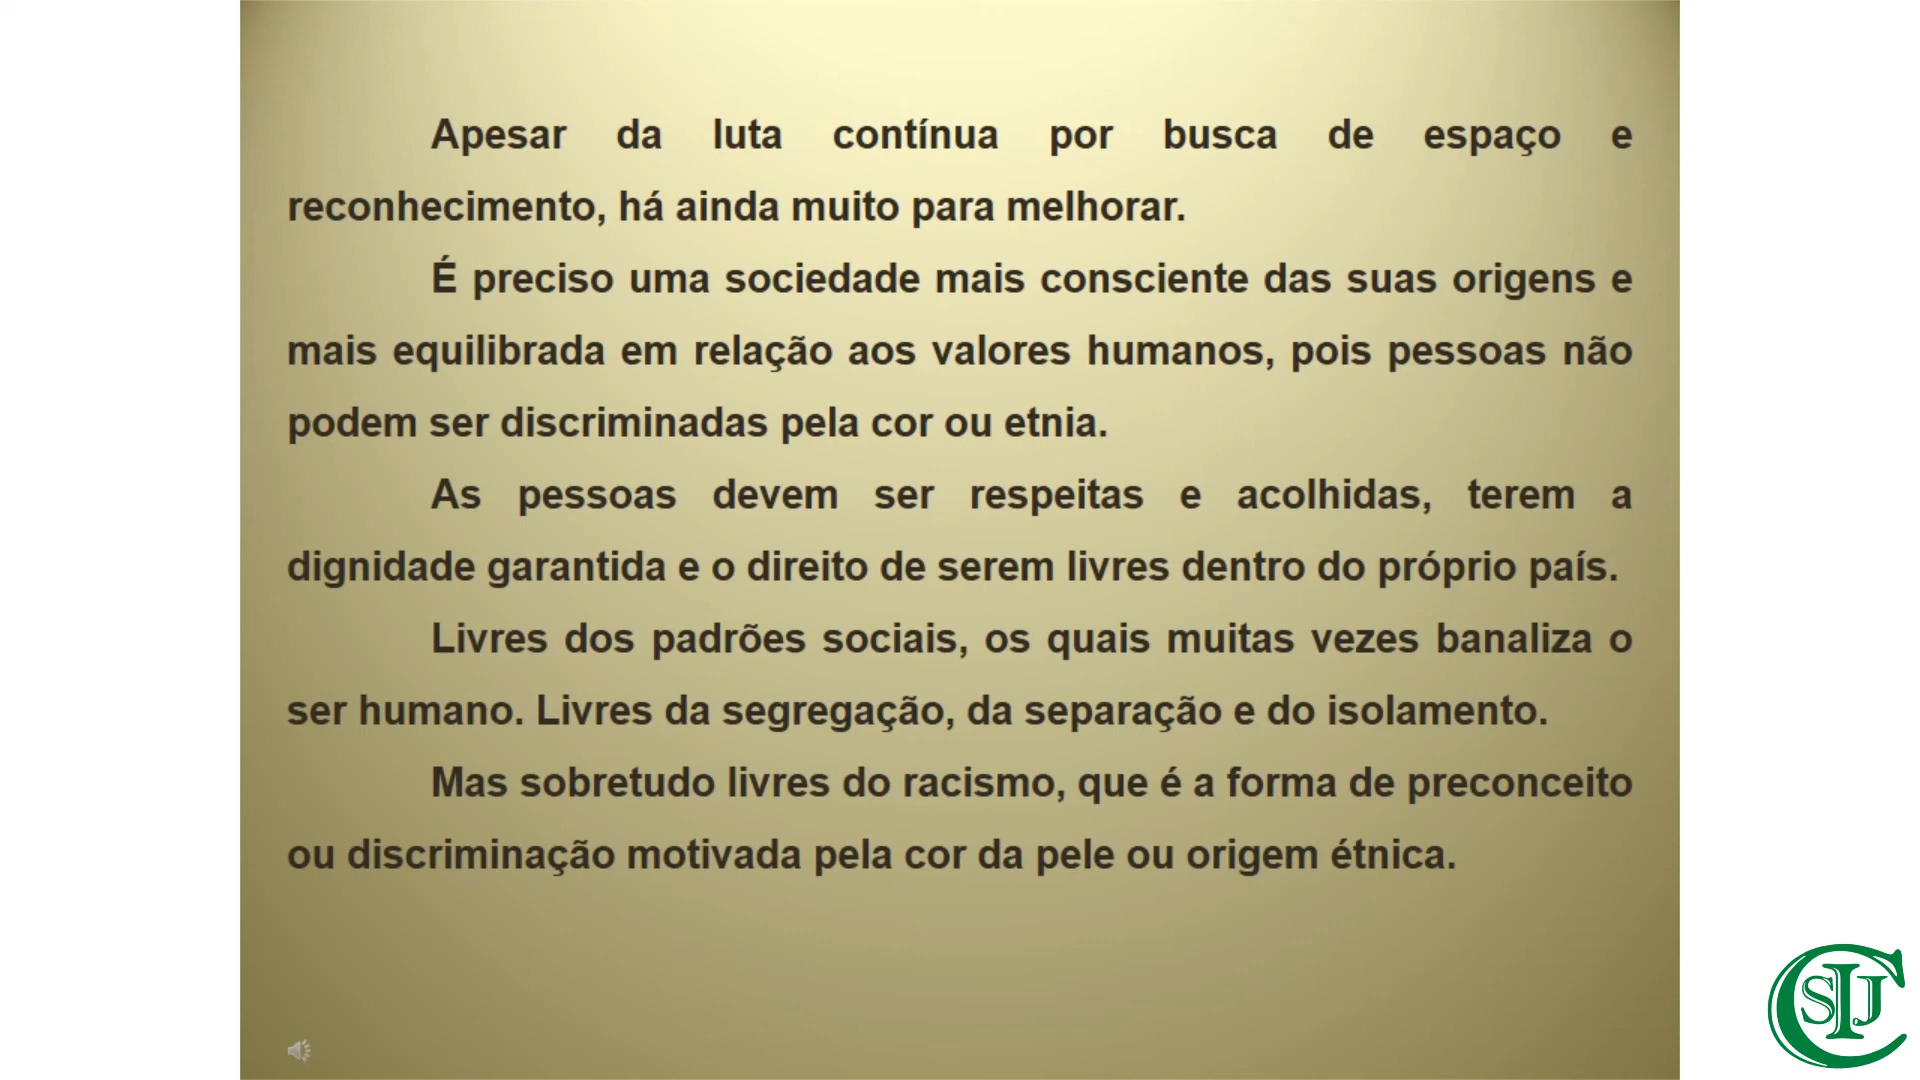 Apesar da luta contínua por busca de espaço e
reconhecimento, há ainda muito para melhorar.
É preciso uma sociedade mais consciente das suas origens e
mais equilibrada em relação aos valores humanos, pois pessoas não
podem ser discriminadas pela cor ou etnia.
As pessoas devem ser respeitas e acolhidas, terem a
dignidade garantida e o direito de serem livres dentro do próprio país.
Livres dos padrões sociais, os quais muitas vezes banaliza o
ser humano. Livres da segregação, da separação e do isolamento.
Mas sobretudo livres do racismo, que é a forma de preconceito
ou discriminação motivada pela cor da pele ou origem étnica.
CSIJ